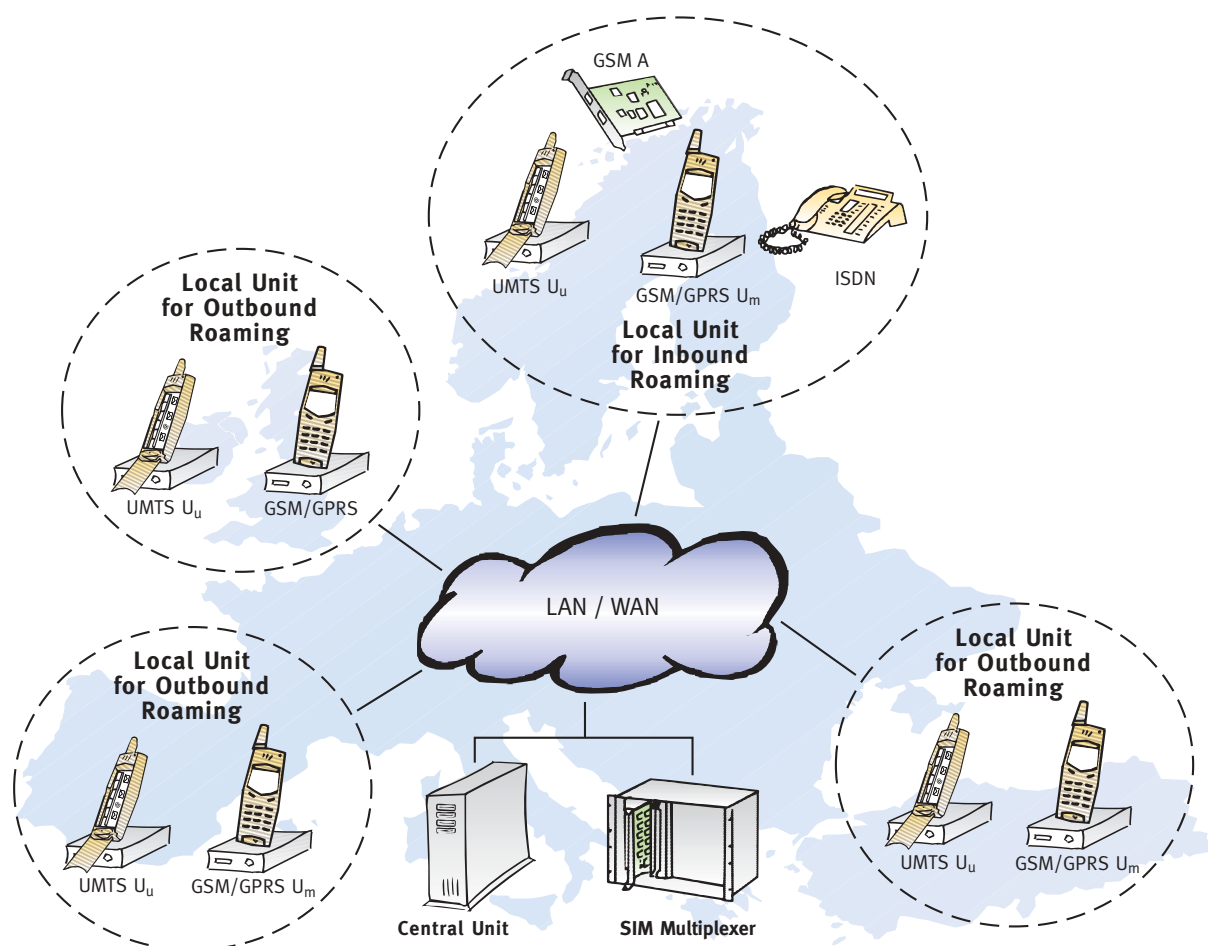 GSM A
UMTS Uu
GSM/GPRS Um
ISDN
Local Unit
for Inbound
Roaming
Local Unit
for Outbound
Roaming
UMTS Uu
GSM/GPRS
LAN / WAN
Local Unit
for Outbound
Roaming
UMTS Uu
GSM/GPRS Um
Local Unit
for Outbound
Roaming
UMTS Uu
GSM/GPRS Um
Central Unit
SIM Multiplexer